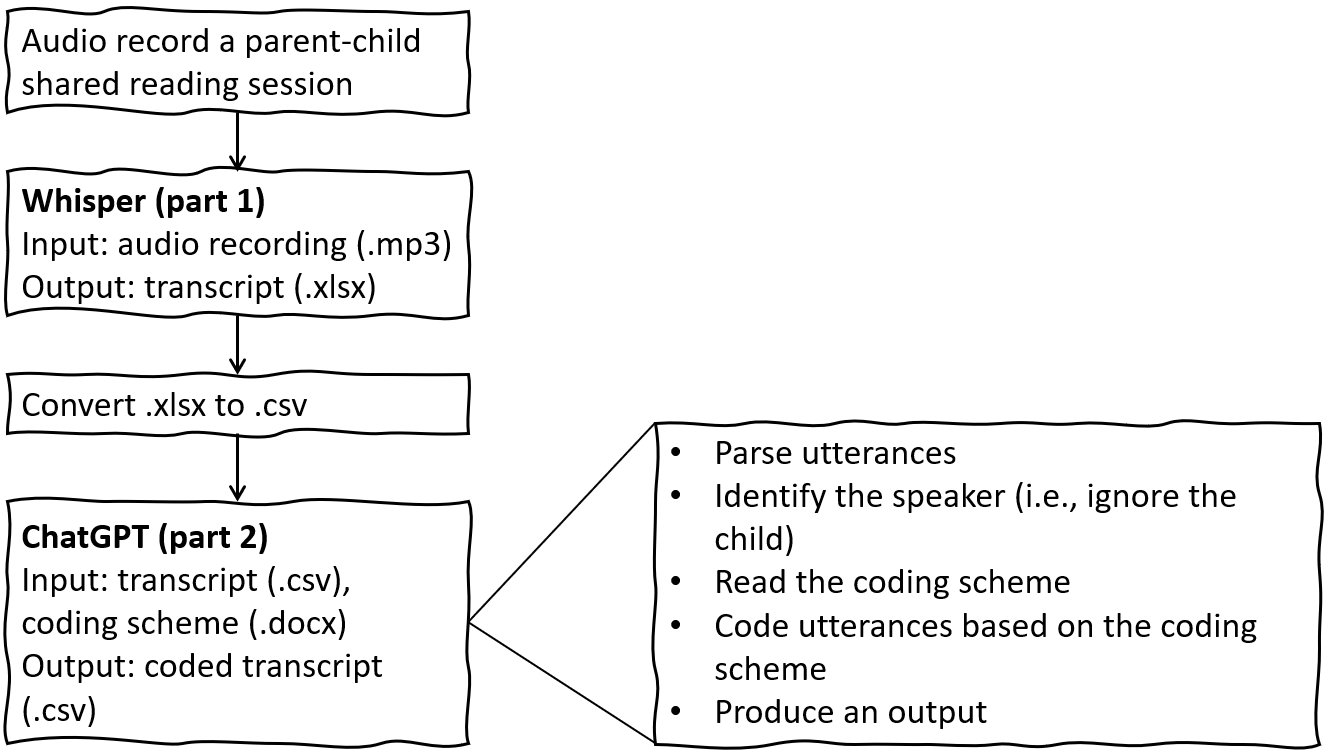 Audio record a parent-child
shared reading session
Whisper (part 1)
Input: audio recording (.mp3)
Output: transcript (.xlsx)
Convert .xlsx to .csv
ChatGPT (part 2)
Input: transcript (.csv),
coding scheme (.docx)
Output: coded transcript
(.csv)
• Parse utterances
• Identify the speaker (i.e., ignore the
child)
• Read the coding scheme
• Code utterances based on the coding
scheme
• Produce an output